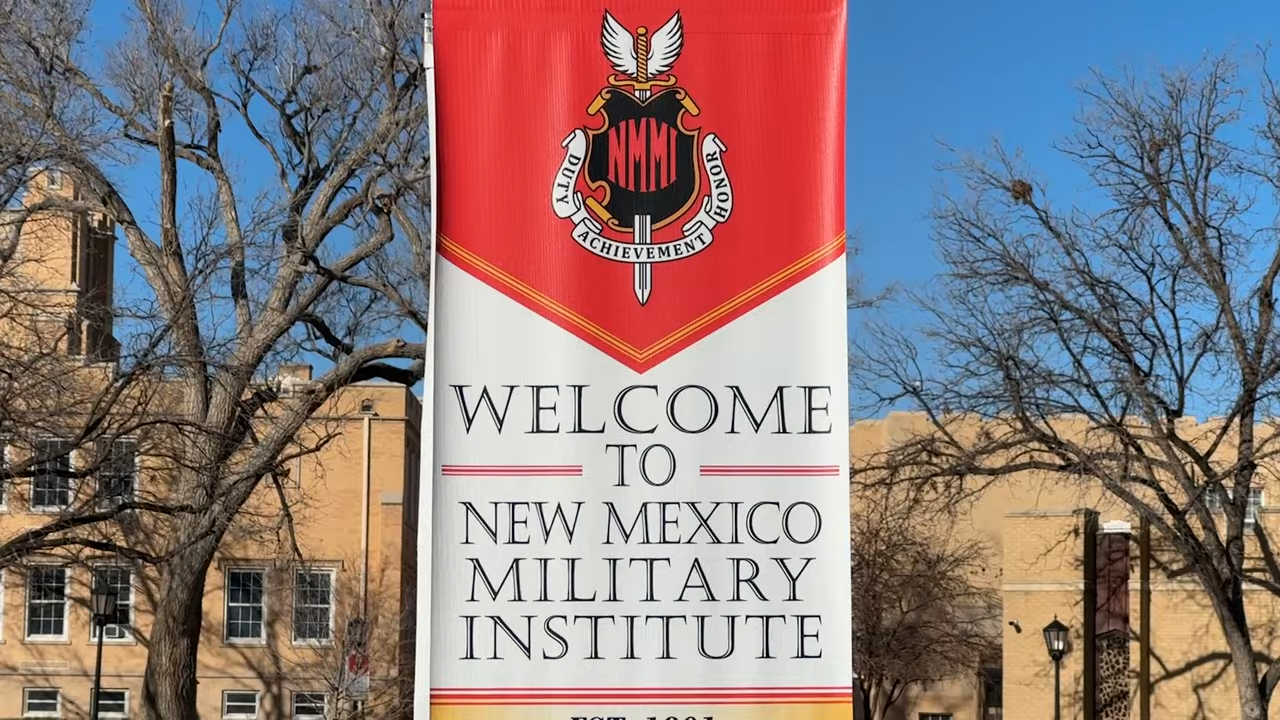 NMMI
DUTY
ACHIEVEMENT
HONOR
WELCOME
TO
NEW MEXICO
MILITARY
INSTITUTE